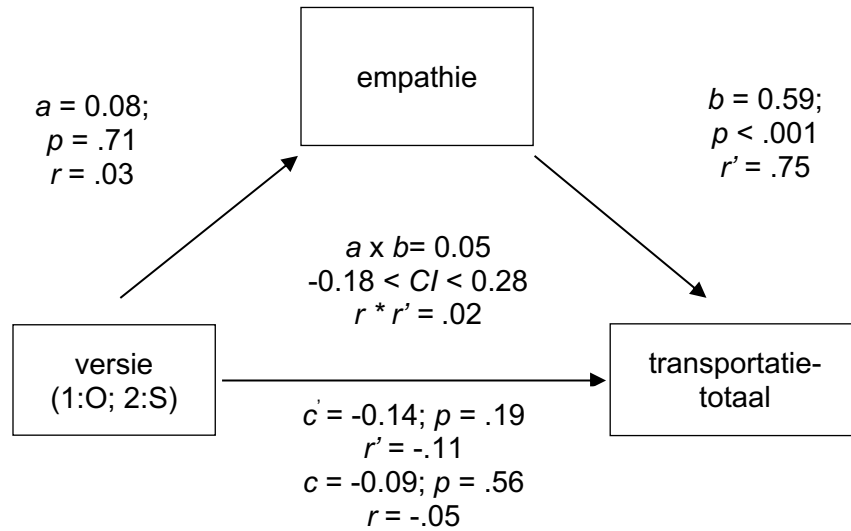 empathie
a = 0.08;
p = .71
r = .03
b = 0.59;
p < .001
r’ = .75
a x b= 0.05
-0.18 < CI < 0.28
r * r’ = .02
versie
(1:O; 2:S)
transportatie-
totaal
c’ = -0.14; p = .19
r’ = -.11
c = -0.09; p = .56
r = -.05